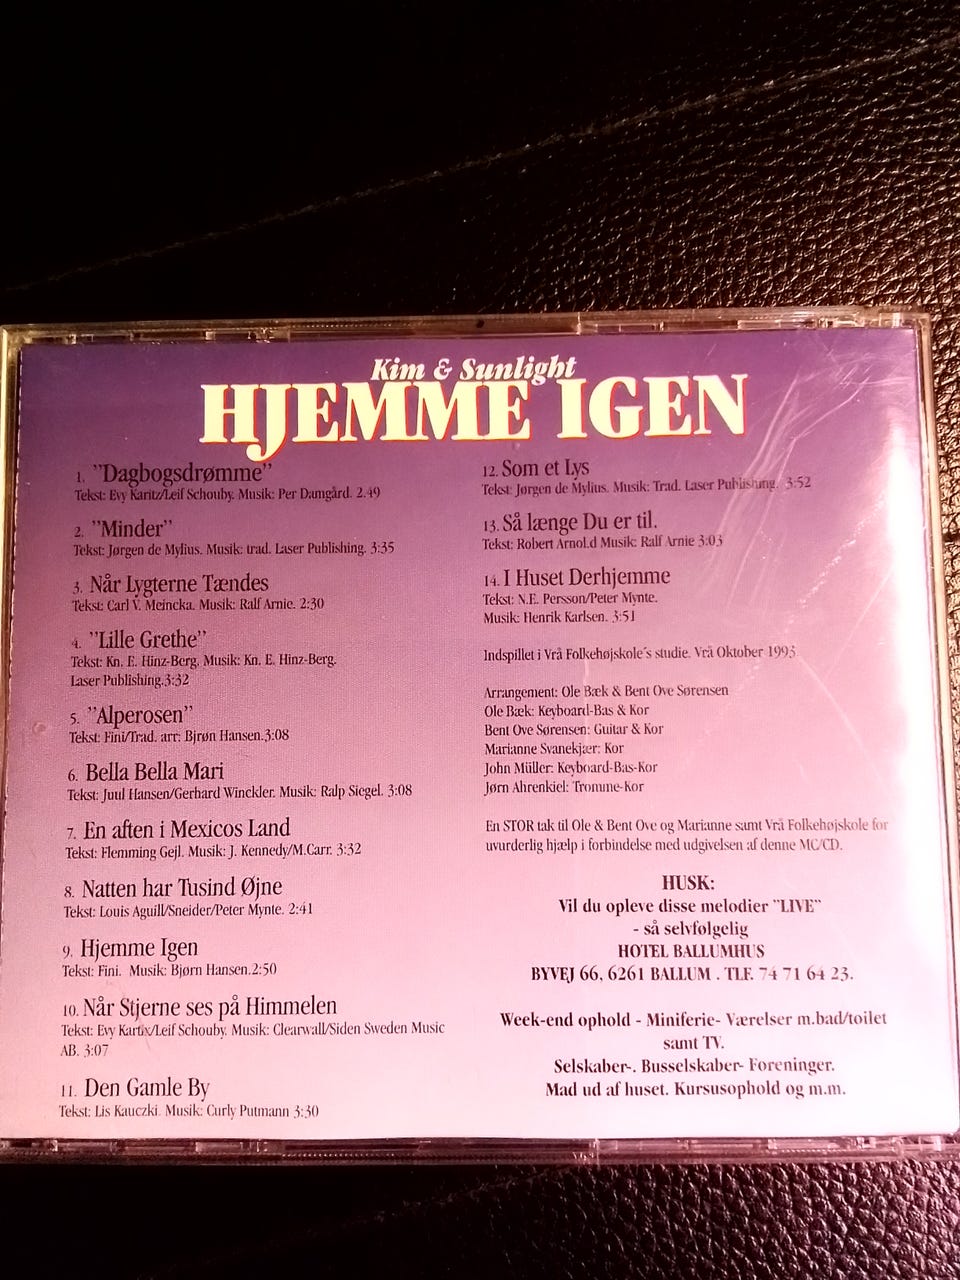 Kim & Sunlight
HJEMME IGEN
1. "Dagbogsdrømme"
Tekst: Evy Karitz/Leif Schouby. Musik: Per Damgård. 2.49
2. "Minder"
Tekst: Jørgen de Mylius. Musik: trad. Laser Publishing. 3:35
3. Når Lygterne Tændes
Tekst: Carl V. Meincka. Musik: Ralf Arnie. 2:30
4. "Lille Grethe"
Tekst: Kn. E. Hinz-Berg. Musik: Kn. E. Hinz-Berg.
Laser Publishing.3:32
5. "Alperosen"
Tekst: Fini/Trad. arr: Bjrøn Hansen.3:08
6. Bella Bella Mari
Tekst: Juul Hansen/Gerhard Winckler. Musik: Ralp Siegel. 3:08
7. En aften i Mexicos Land
Tekst: Flemming Gejl. Musik: J. Kennedy/M.Carr. 3:32
8. Natten har Tusind Øjne
Tekst: Louis Aguill/Sneider/Peter Mynte. 2:41
9. Hjemme Igen
Tekst: Fini. Musik: Bjørn Hansen.2:50
10. Når Stjerne ses på Himmelen
Tekst: Evy Kartix/Leif Schouby. Musik: Clearwall/Siden Sweden Music
AB. 3:07
11. Den Gamle By
Tekst: Lis Kauczki. Musik: Curly Putmann 3:30
12. Som et Lys
Tekst: Jørgen de Mylius. Musik: Trad. Laser Publishing. 3:52
13. Så længe Du er til.
Tekst: Robert Arnol.d Musik: Ralf Arnie 3:03
14. I Huset Derhjemme
Tekst: N.E. Persson/Peter Mynte.
Musik: Henrik Karlsen. 3:51
Indspillet i Vrå Folkehøjskole's studie. Vrå Oktober 1993
Arrangement: Ole Bæk & Bent Ove Sørensen
Ole Bæk: Keyboard-Bas & Kor
Bent Ove Sørensen: Guitar & Kor
Marianne Svanekjær: Kor
John Müller: Keyboard-Bas-Kor
Jørn Ahrenkiel: Tromme-Kor
En STOR tak til Ole & Bent Ove og Marianne samt Vrå Folkehøjskole for
uvurderlig hjælp i forbindelse med udgivelsen af denne MC/CD.
HUSK:
Vil du opleve disse melodier "LIVE"
- så selvfølgelig
HOTEL BALLUMHUS
BYVEJ 66, 6261 BALLUM . TLF. 74 71 64 23.
Week-end ophold - Miniferie- Værelser m.bad/toilet
samt TV.
Selskaber-. Busselskaber- Foreninger.
Mad ud af huset. Kursusophold og m.m.